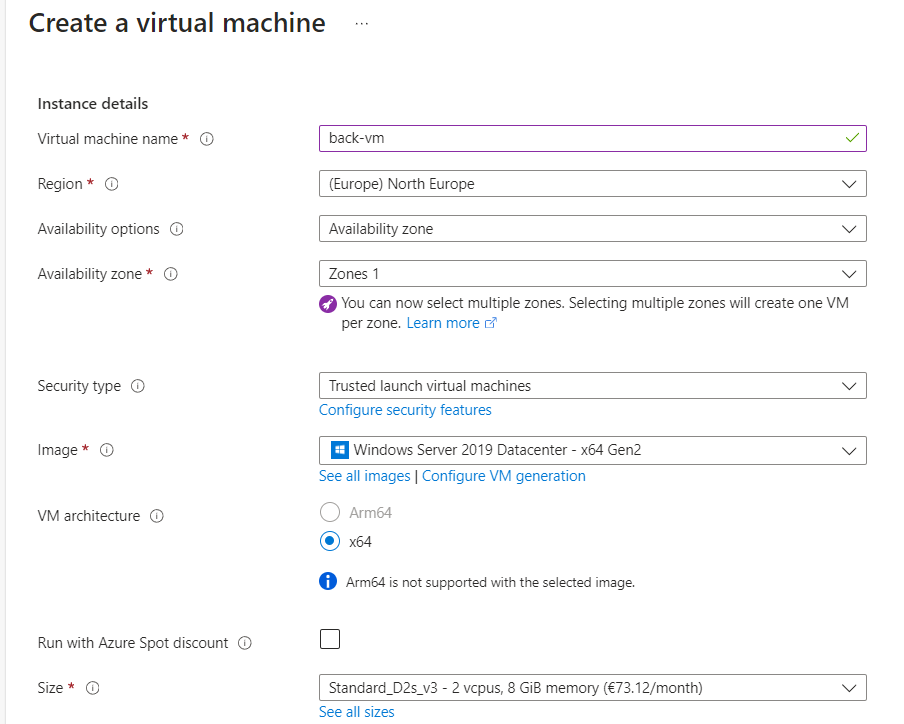 Create a virtual machine ...
Instance details
Virtual machine name * back-vm
Region * (Europe) North Europe
Availability options Availability zone
Availability zone * Zones 1
You can now select multiple zones. Selecting multiple zones will create one VM
per zone. Learn more
Security type Trusted launch virtual machines
Configure security features
Image * Windows Server 2019 Datacenter - x64 Gen2
See all images | Configure VM generation
VM architecture Arm64
x64
Arm64 is not supported with the selected image.
Run with Azure Spot discount
Size * Standard_D2s_v3 - 2 vcpus, 8 GiB memory (€73.12/month)
See all sizes